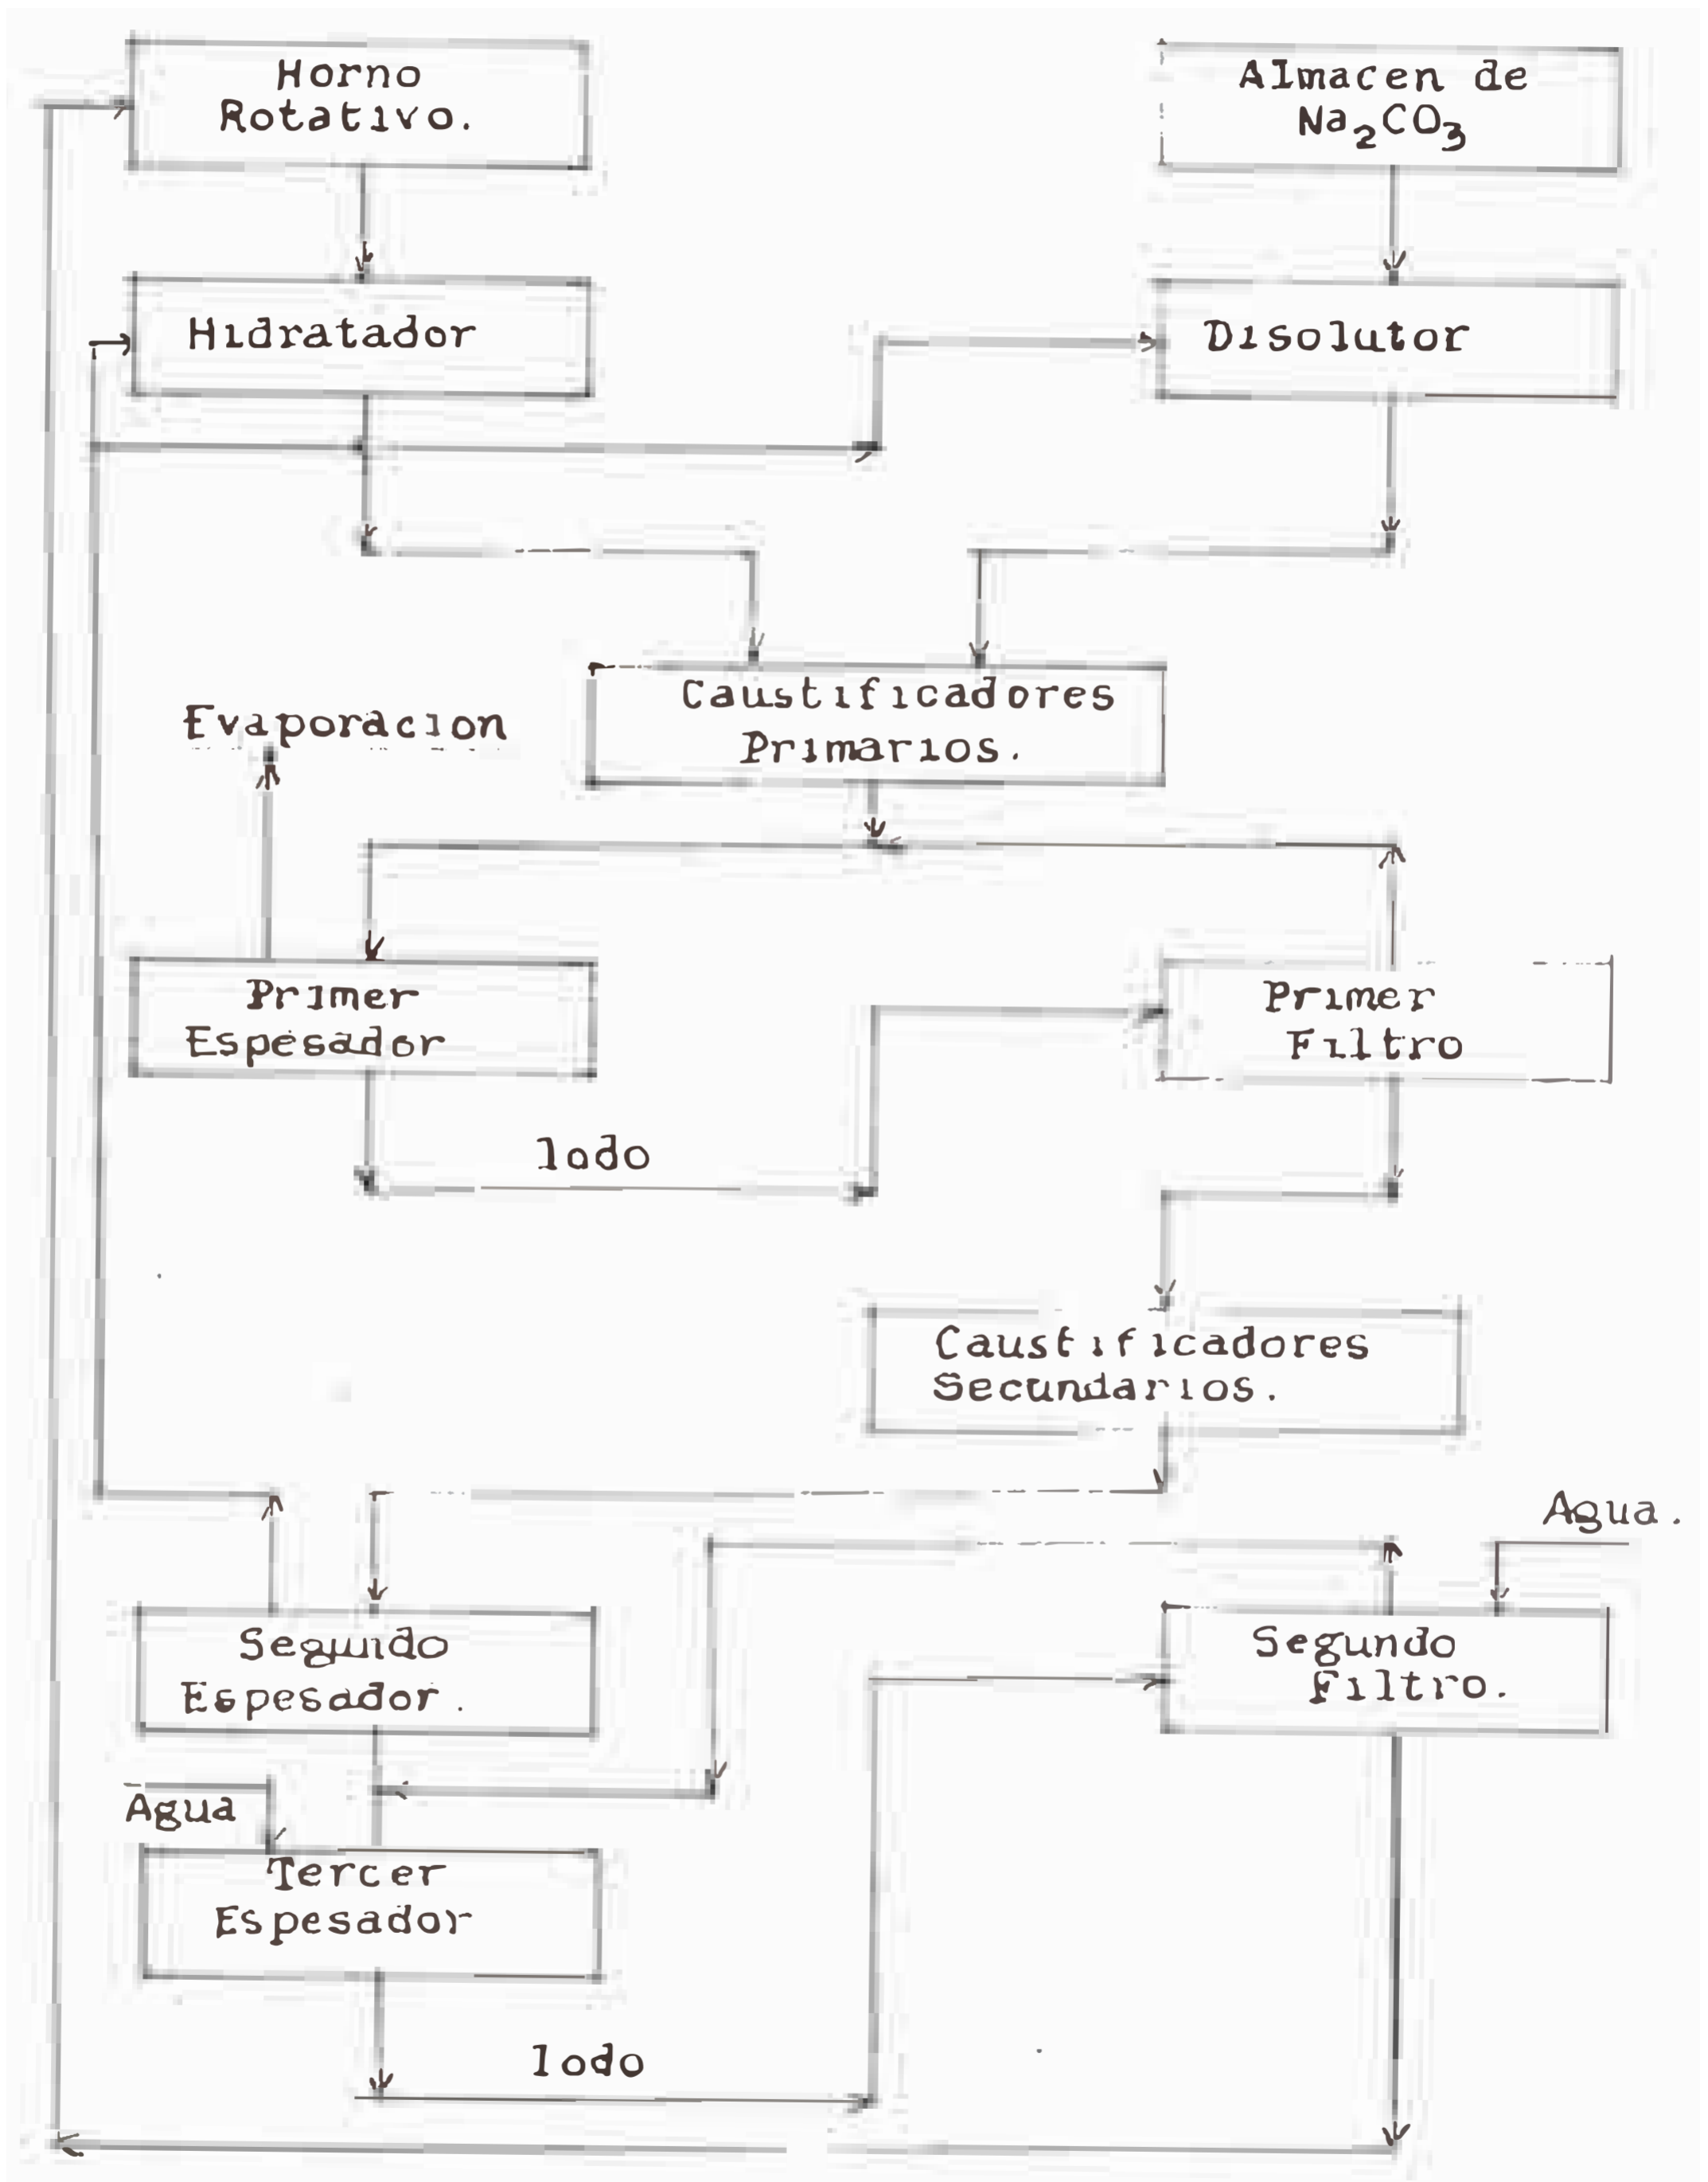 Horno
Rotativo.
Almacen de
Na₂CO₃
Hidratador
Disolutor
Caustificadores
Primarios.
Evaporacion
Primer
Espesador
Primer
Filtro
lodo
Caustificadores
Secundarios.
Agua.
Segundo
Espesador.
Segundo
Filtro.
Agua
Tercer
Espesador
lodo